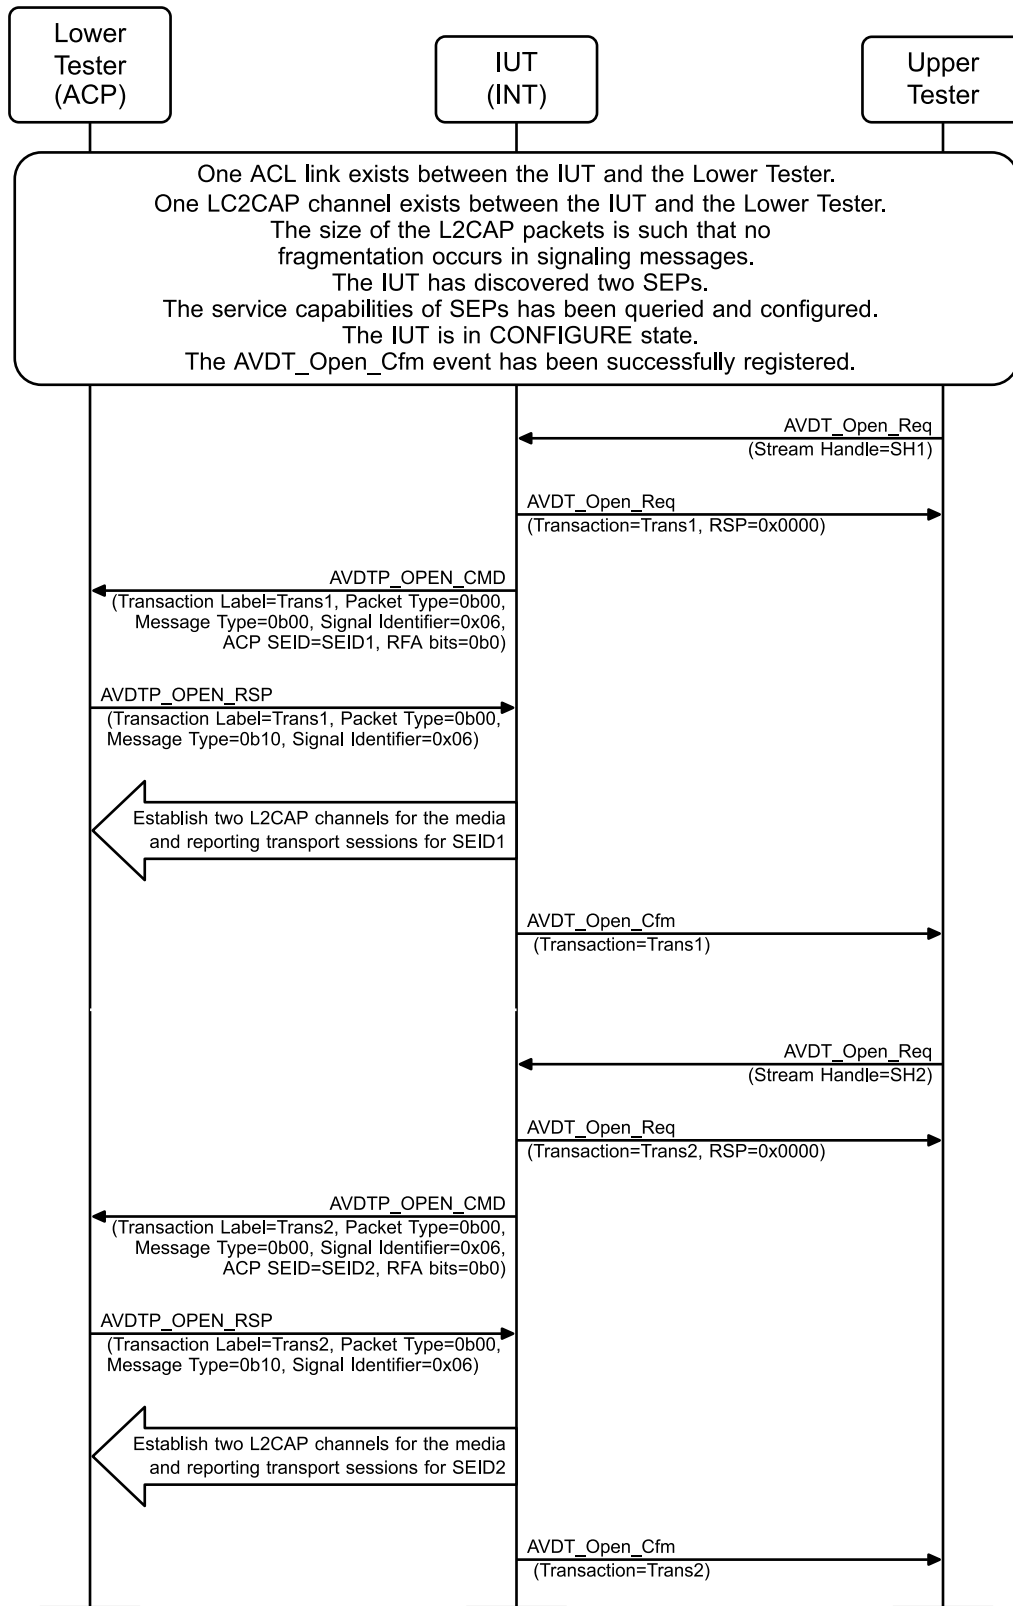 Lower
Tester
(ACP)
IUT
(INT)
Upper
Tester
One ACL link exists between the IUT and the Lower Tester.
One LC2CAP channel exists between the IUT and the Lower Tester.
The size of the L2CAP packets is such that no
fragmentation occurs in signaling messages.
The IUT has discovered two SEPs.
The service capabilities of SEPs has been queried and configured.
The IUT is in CONFIGURE state.
The AVDT_Open_Cfm event has been successfully registered.
AVDT_Open_Req
(Stream Handle=SH1)
AVDT_Open_Req
(Transaction=Trans1, RSP=0x0000)
AVDTP_OPEN_CMD
(Transaction Label=Trans1, Packet Type=0b00,
Message Type=0b00, Signal Identifier=0x06,
ACP SEID=SEID1, RFA bits=0b0)
AVDTP_OPEN_RSP
(Transaction Label=Trans1, Packet Type=0b00,
Message Type=0b10, Signal Identifier=0x06)
Establish two L2CAP channels for the media
and reporting transport sessions for SEID1
AVDT_Open_Cfm
(Transaction=Trans1)
AVDT_Open_Req
(Stream Handle=SH2)
AVDT_Open_Req
(Transaction=Trans2, RSP=0x0000)
AVDTP_OPEN_CMD
(Transaction Label=Trans2, Packet Type=0b00,
Message Type=0b00, Signal Identifier=0x06,
ACP SEID=SEID2, RFA bits=0b0)
AVDTP_OPEN_RSP
(Transaction Label=Trans2, Packet Type=0b00,
Message Type=0b10, Signal Identifier=0x06)
Establish two L2CAP channels for the media
and reporting transport sessions for SEID2
AVDT_Open_Cfm
(Transaction=Trans2)